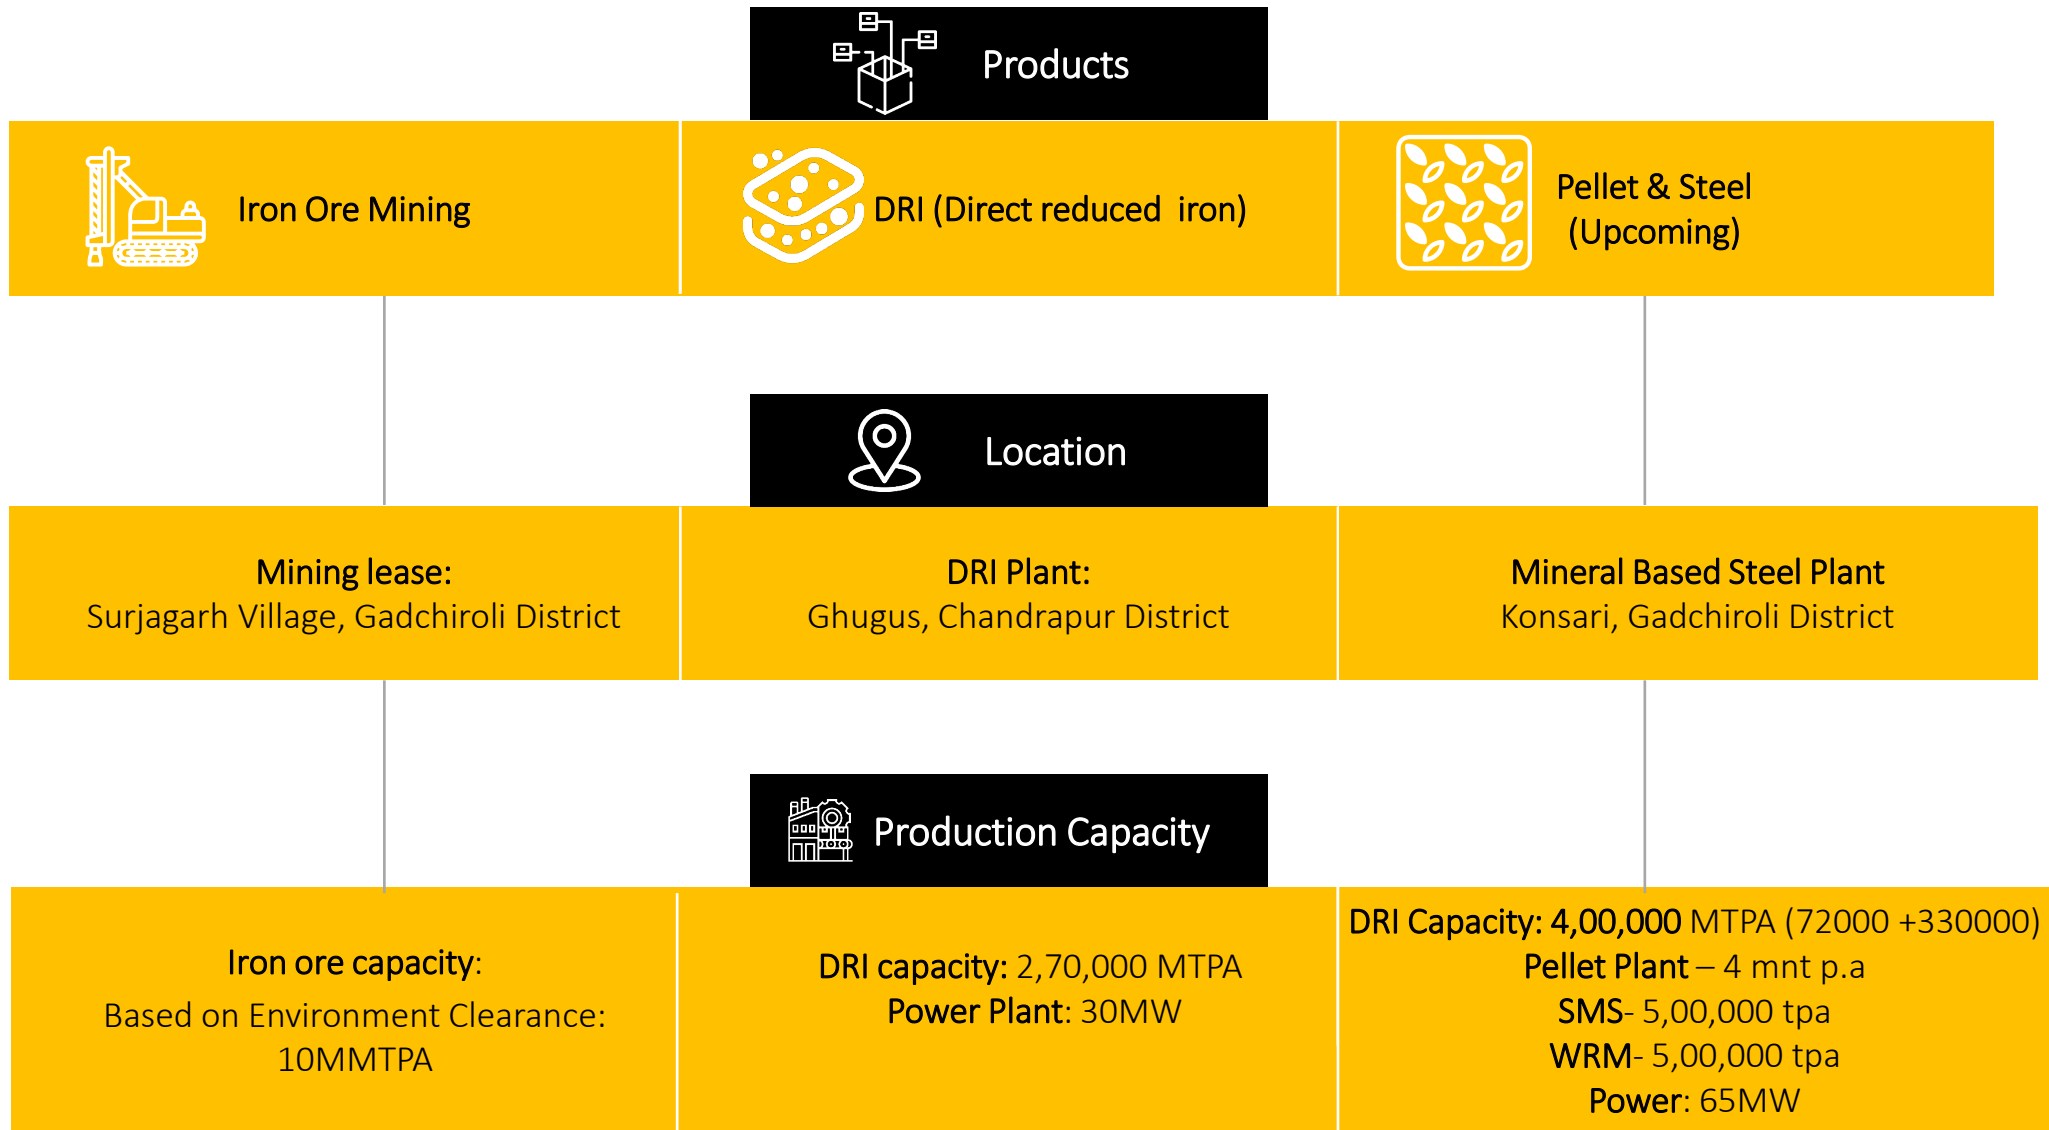 Products
Iron Ore Mining
DRI (Direct reduced iron)
Pellet & Steel
(Upcoming)
Location
Mining lease:
Surjagarh Village, Gadchiroli District
DRI Plant:
Ghugus, Chandrapur District
Mineral Based Steel Plant
Konsari, Gadchiroli District
Production Capacity
Iron ore capacity:
Based on Environment Clearance:
10MMTPA
DRI capacity: 2,70,000 MTPA
Power Plant: 30MW
DRI Capacity: 4,00,000 MTPA (72000 +330000)
Pellet Plant – 4 mnt p.a
SMS- 5,00,000 tpa
WRM- 5,00,000 tpa
Power: 65MW